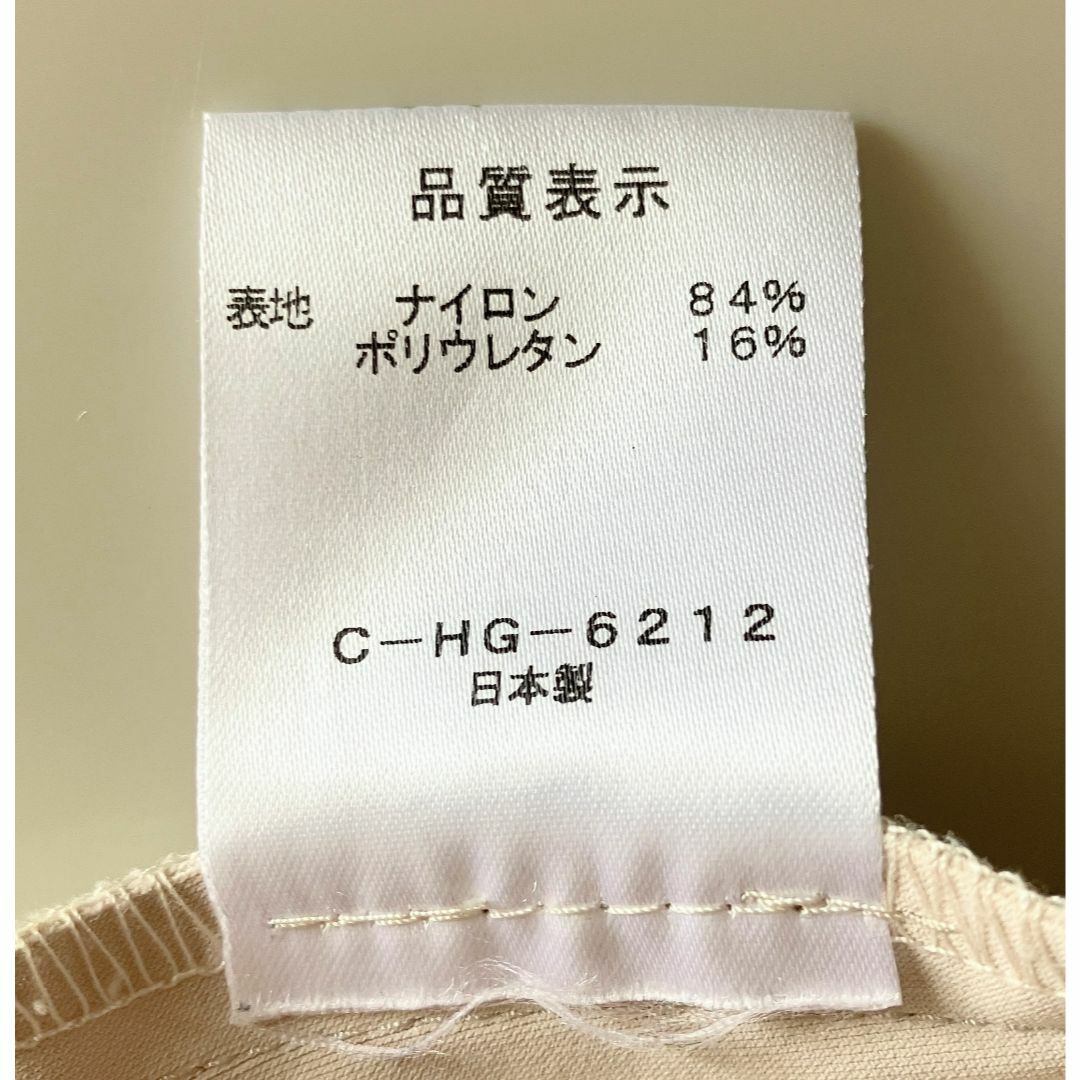 品質表示
表地 ナイロン 84%
ポリウレタン 16%
C-HG-6212
日本製